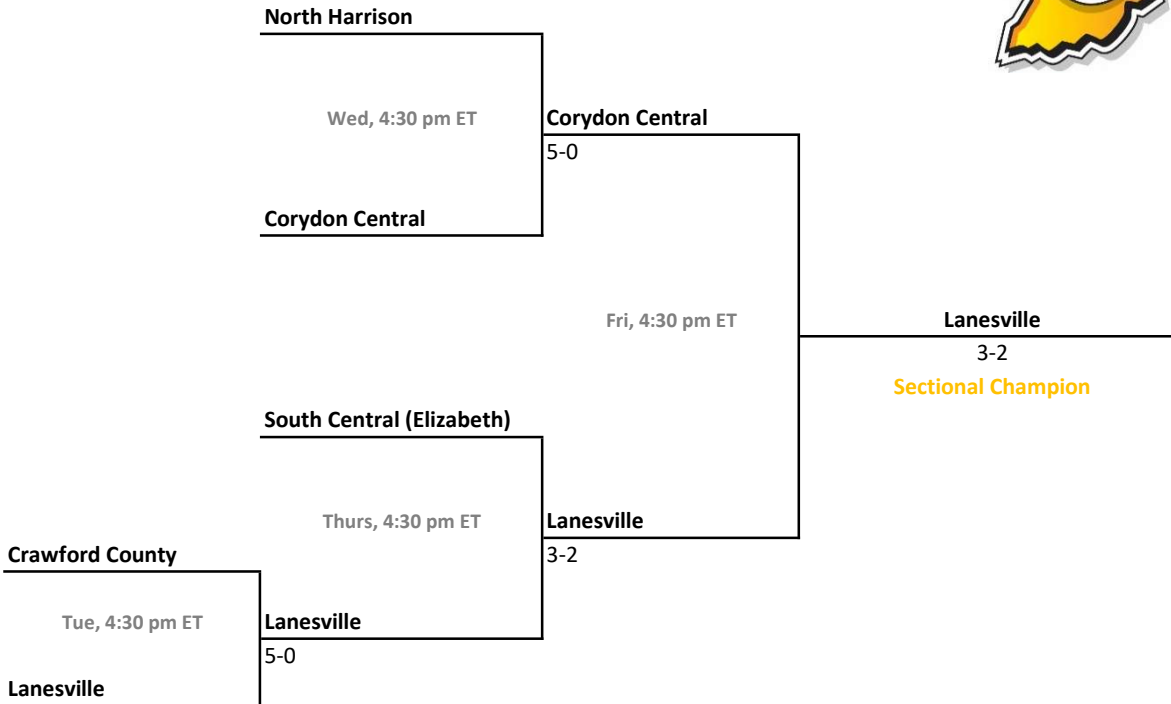 North Harrison
Wed, 4:30 pm ET
Corydon Central
5-0
Corydon Central
Fri, 4:30 pm ET
Lanesville
3-2
Sectional Champion
South Central (Elizabeth)
Thurs, 4:30 pm ET
Lanesville
3-2
Crawford County
Tue, 4:30 pm ET
Lanesville
5-0
Lanesville